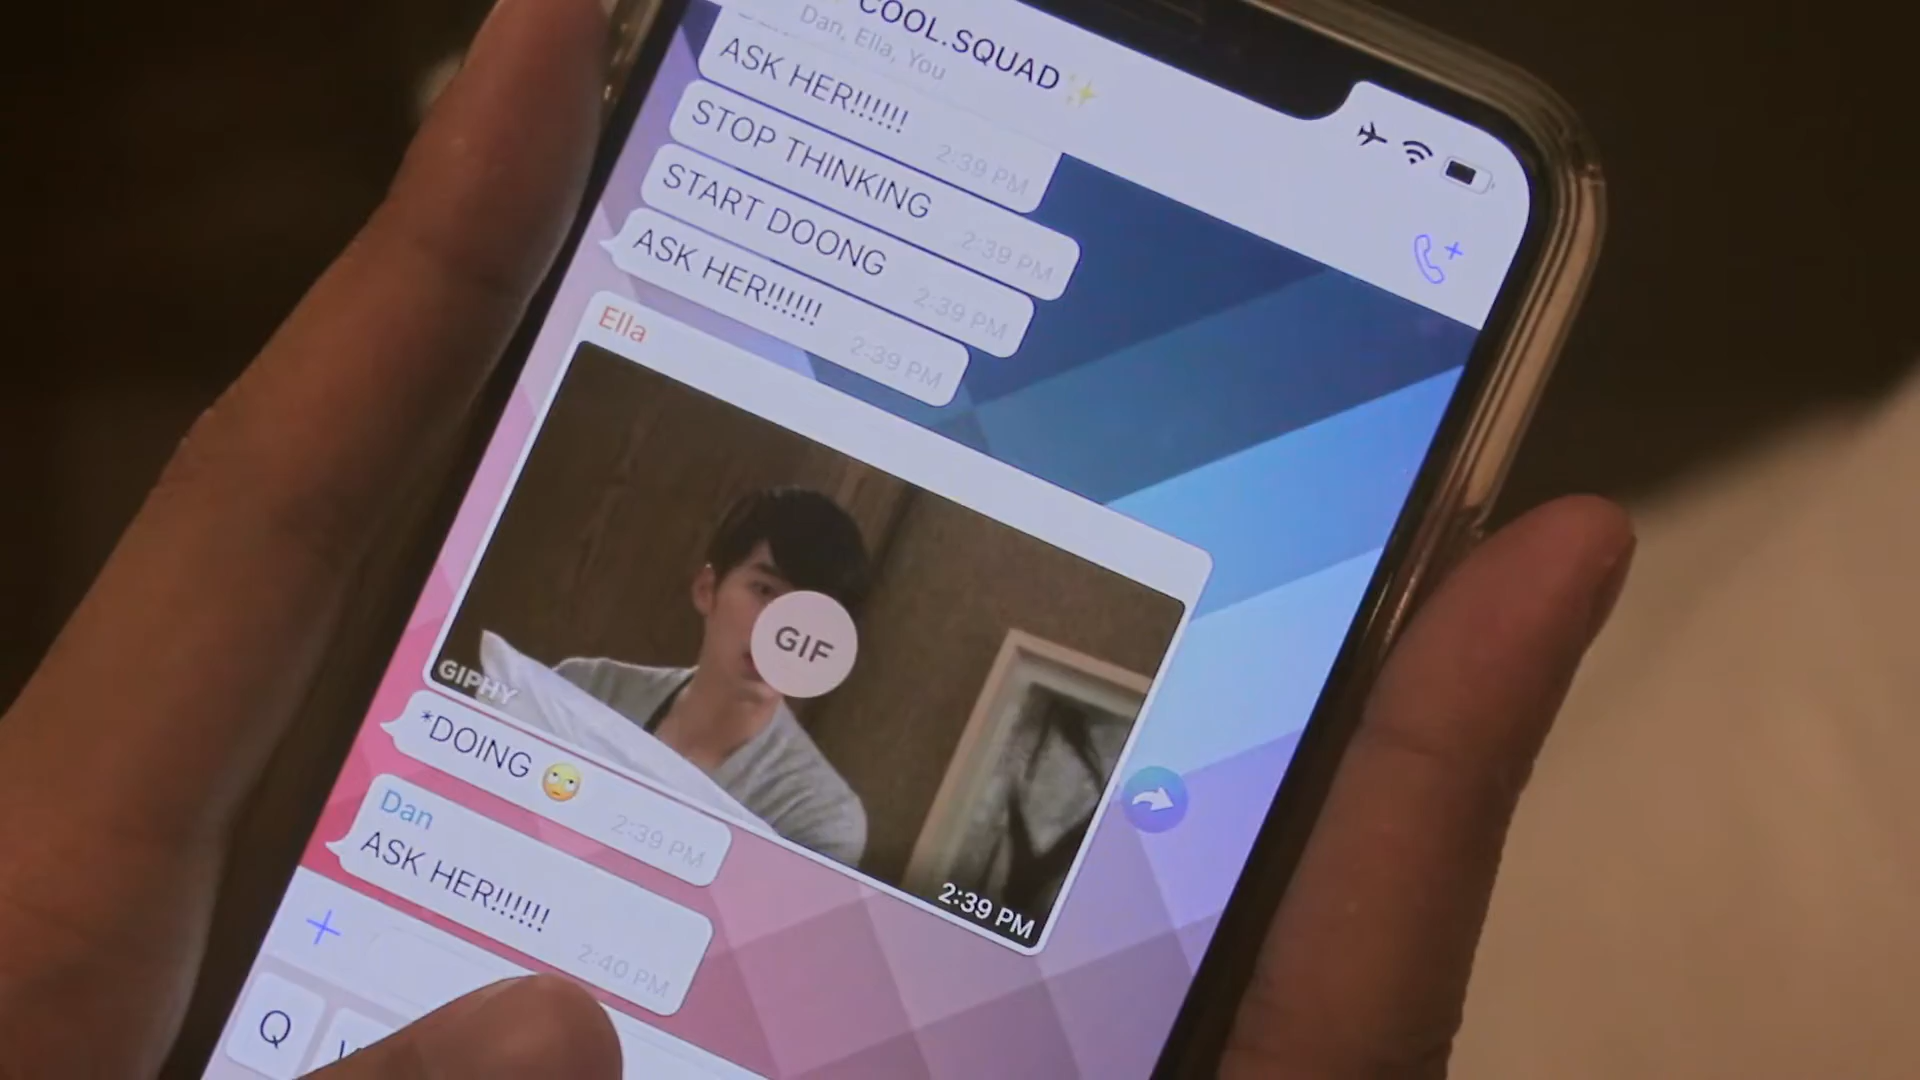 COOL.SQUAD✨
Dan, Ella, You
ASK HER!!!!!!
2:39 PM
STOP THINKING
2:39 PM
START DOONG
2:39 PM
ASK HER!!!!!!
2:39 PM
Ella
GIF
GIPHY
2:39 PM
*DOING 🙄
2:39 PM
Dan
ASK HER!!!!!!
2:40 PM
Q